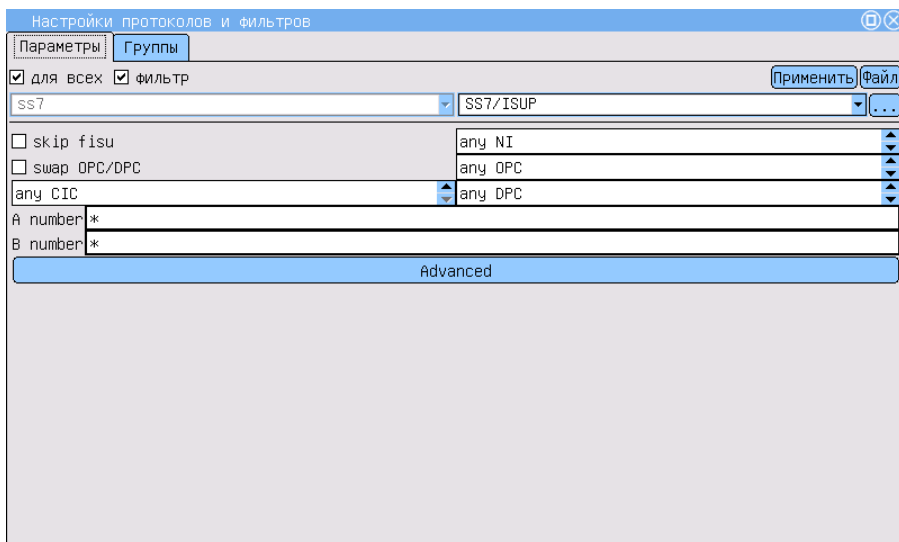 Настройки протоколов и фильтров
Параметры Группы
для всех фильтр Применить Файл
ss7 SS7/ISUP ...
skip fisu any NI
swap OPC/DPC any OPC
any CIC any DPC
A number *
B number *
Advanced